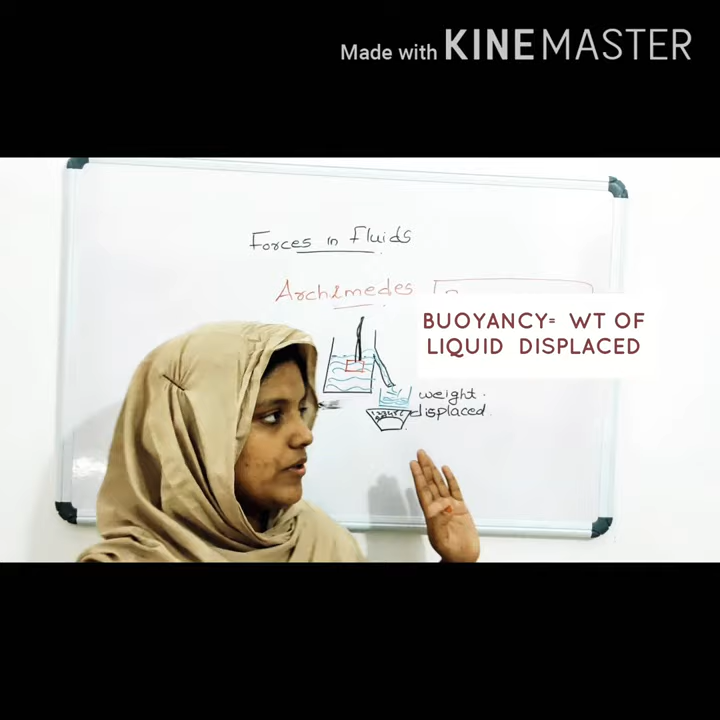 Made with KINEMASTER
Forces in Fluids
Archimedes
BUOYANCY= WT OF
LIQUID DISPLACED
weight.
displaced.